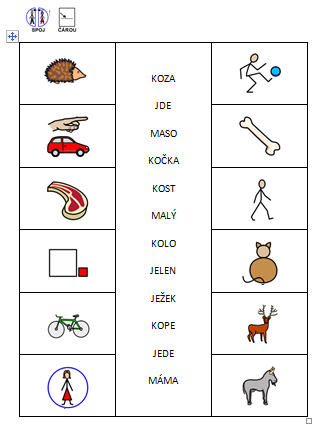 SPOJ ČÁROU
KOZA
JDE
MASO
KOČKA
KOST
MALÝ
KOLO
JELEN
JEŽEK
KOPE
JEDE
MÁMA